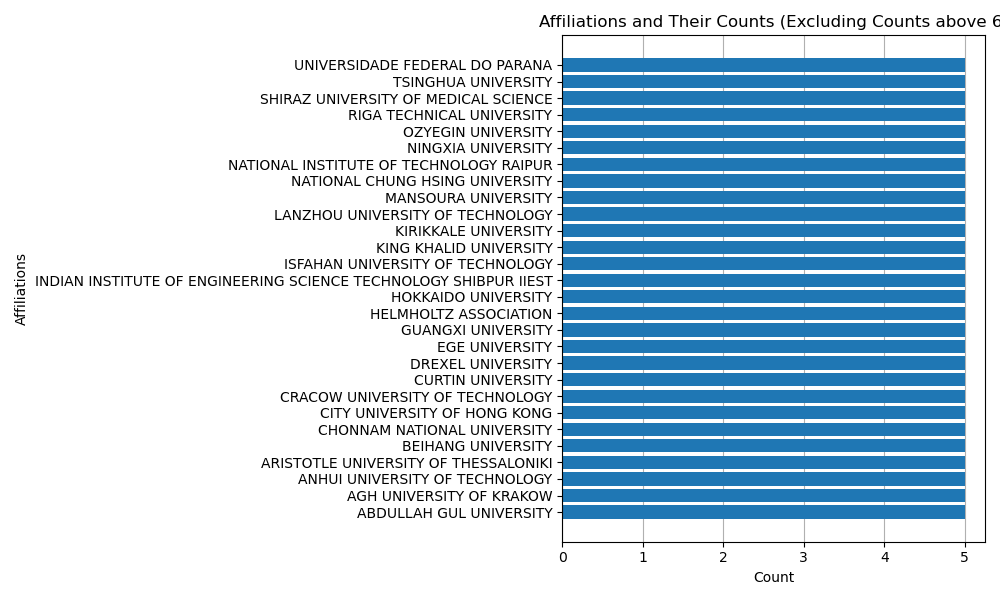 Affiliations and Their Counts (Excluding Counts above 6
UNIVERSIDADE FEDERAL DO PARANA
TSINGHUA UNIVERSITY
SHIRAZ UNIVERSITY OF MEDICAL SCIENCE
RIGA TECHNICAL UNIVERSITY
OZYEGIN UNIVERSITY
NINGXIA UNIVERSITY
NATIONAL INSTITUTE OF TECHNOLOGY RAIPUR
NATIONAL CHUNG HSING UNIVERSITY
MANSOURA UNIVERSITY
LANZHOU UNIVERSITY OF TECHNOLOGY
KIRIKKALE UNIVERSITY
KING KHALID UNIVERSITY
ISFAHAN UNIVERSITY OF TECHNOLOGY
INDIAN INSTITUTE OF ENGINEERING SCIENCE TECHNOLOGY SHIBPUR IIEST
HOKKAIDO UNIVERSITY
HELMHOLTZ ASSOCIATION
GUANGXI UNIVERSITY
EGE UNIVERSITY
DREXEL UNIVERSITY
CURTIN UNIVERSITY
CRACOW UNIVERSITY OF TECHNOLOGY
CITY UNIVERSITY OF HONG KONG
CHONNAM NATIONAL UNIVERSITY
BEIHANG UNIVERSITY
ARISTOTLE UNIVERSITY OF THESSALONIKI
ANHUI UNIVERSITY OF TECHNOLOGY
AGH UNIVERSITY OF KRAKOW
ABDULLAH GUL UNIVERSITY
Affiliations
0 1 2 3 4 5
Count